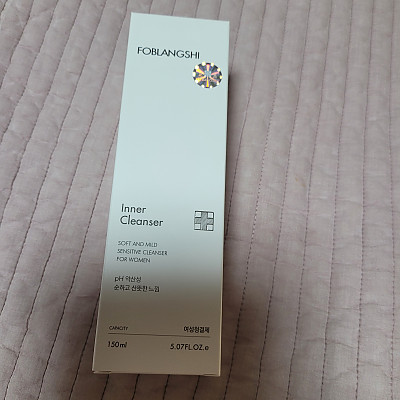 FOBLANGSHI
Inner
Cleanser
SOFT AND MILD
SENSITIVE CLEANSER
FOR WOMEN
pH 약산성
순하고 산뜻한 느낌
CAPACITY 여성청결제
150ml 5.07FL.OZ.e